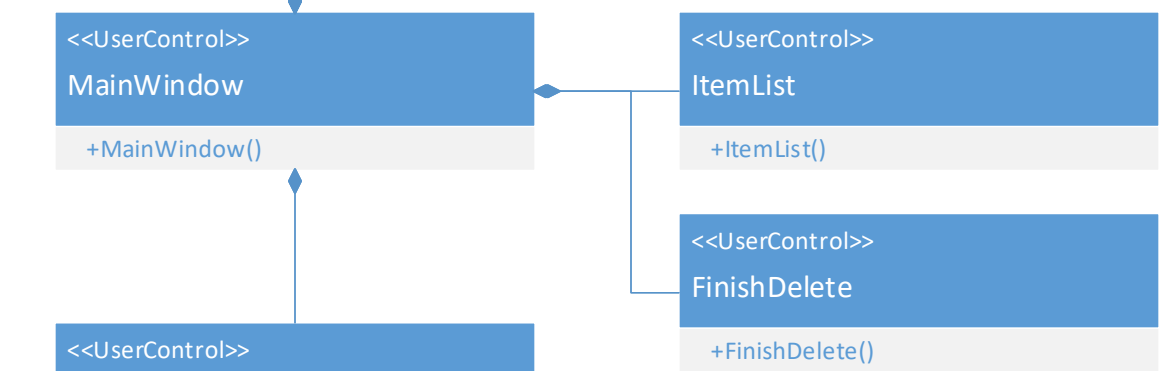 <<UserControl>>
MainWindow
+MainWindow()
<<UserControl>>
ItemList
+ItemList()
<<UserControl>>
FinishDelete
+FinishDelete()
<<UserControl>>